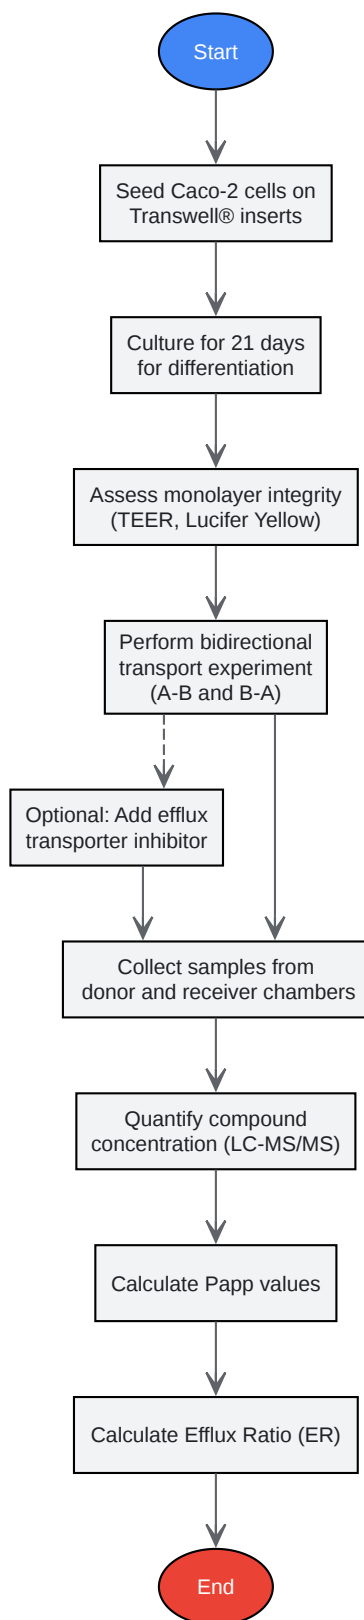 Start
Seed Caco-2 cells on
Transwell® inserts
Culture for 21 days
for differentiation
Assess monolayer integrity
(TEER, Lucifer Yellow)
Perform bidirectional
transport experiment
(A-B and B-A)
Optional: Add efflux
transporter inhibitor
Collect samples from
donor and receiver chambers
Quantify compound
concentration (LC-MS/MS)
Calculate Papp values
Calculate Efflux Ratio (ER)
End